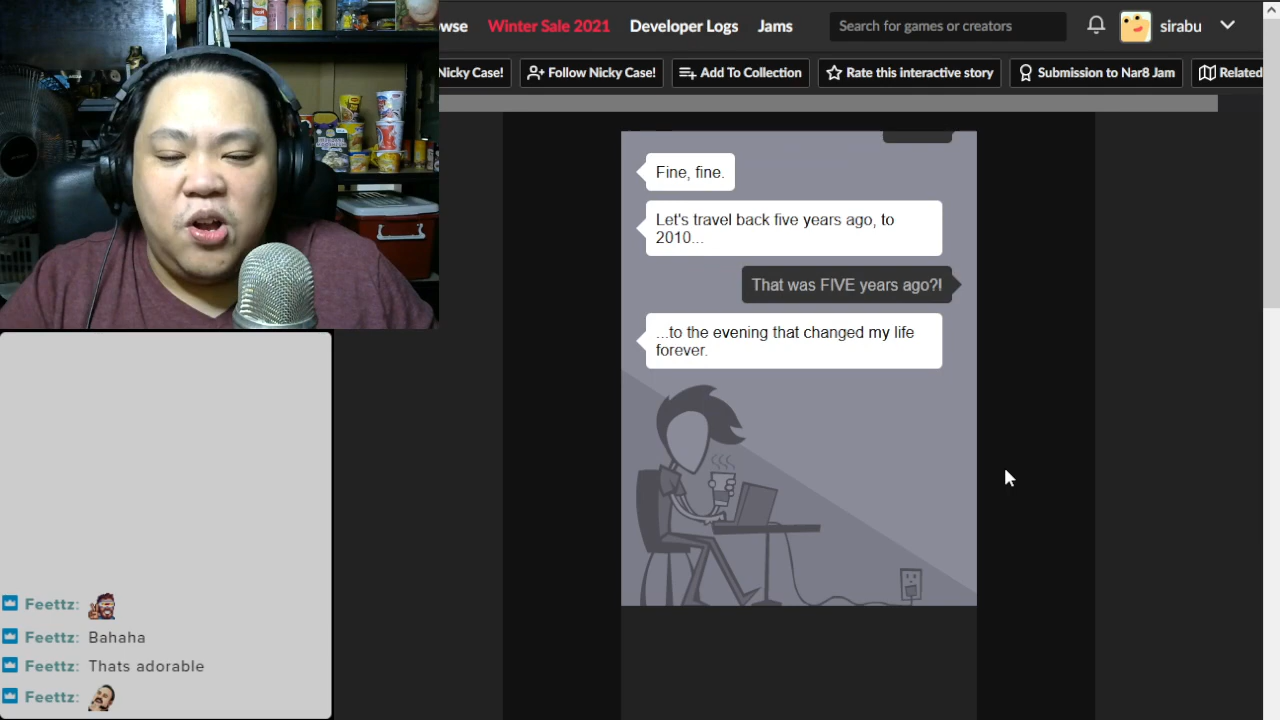 wse
Winter Sale 2021
Developer Logs
Jams
Search for games or creators
sirabu
Nicky Case!
Follow Nicky Case!
Add To Collection
Rate this interactive story
Submission to Nar8 Jam
Related
Fine, fine.
Let's travel back five years ago, to
2010...
That was FIVE years ago?!
...to the evening that changed my life
forever.
Feettz:
Feettz: Bahaha
Feettz: Thats adorable
Feettz: